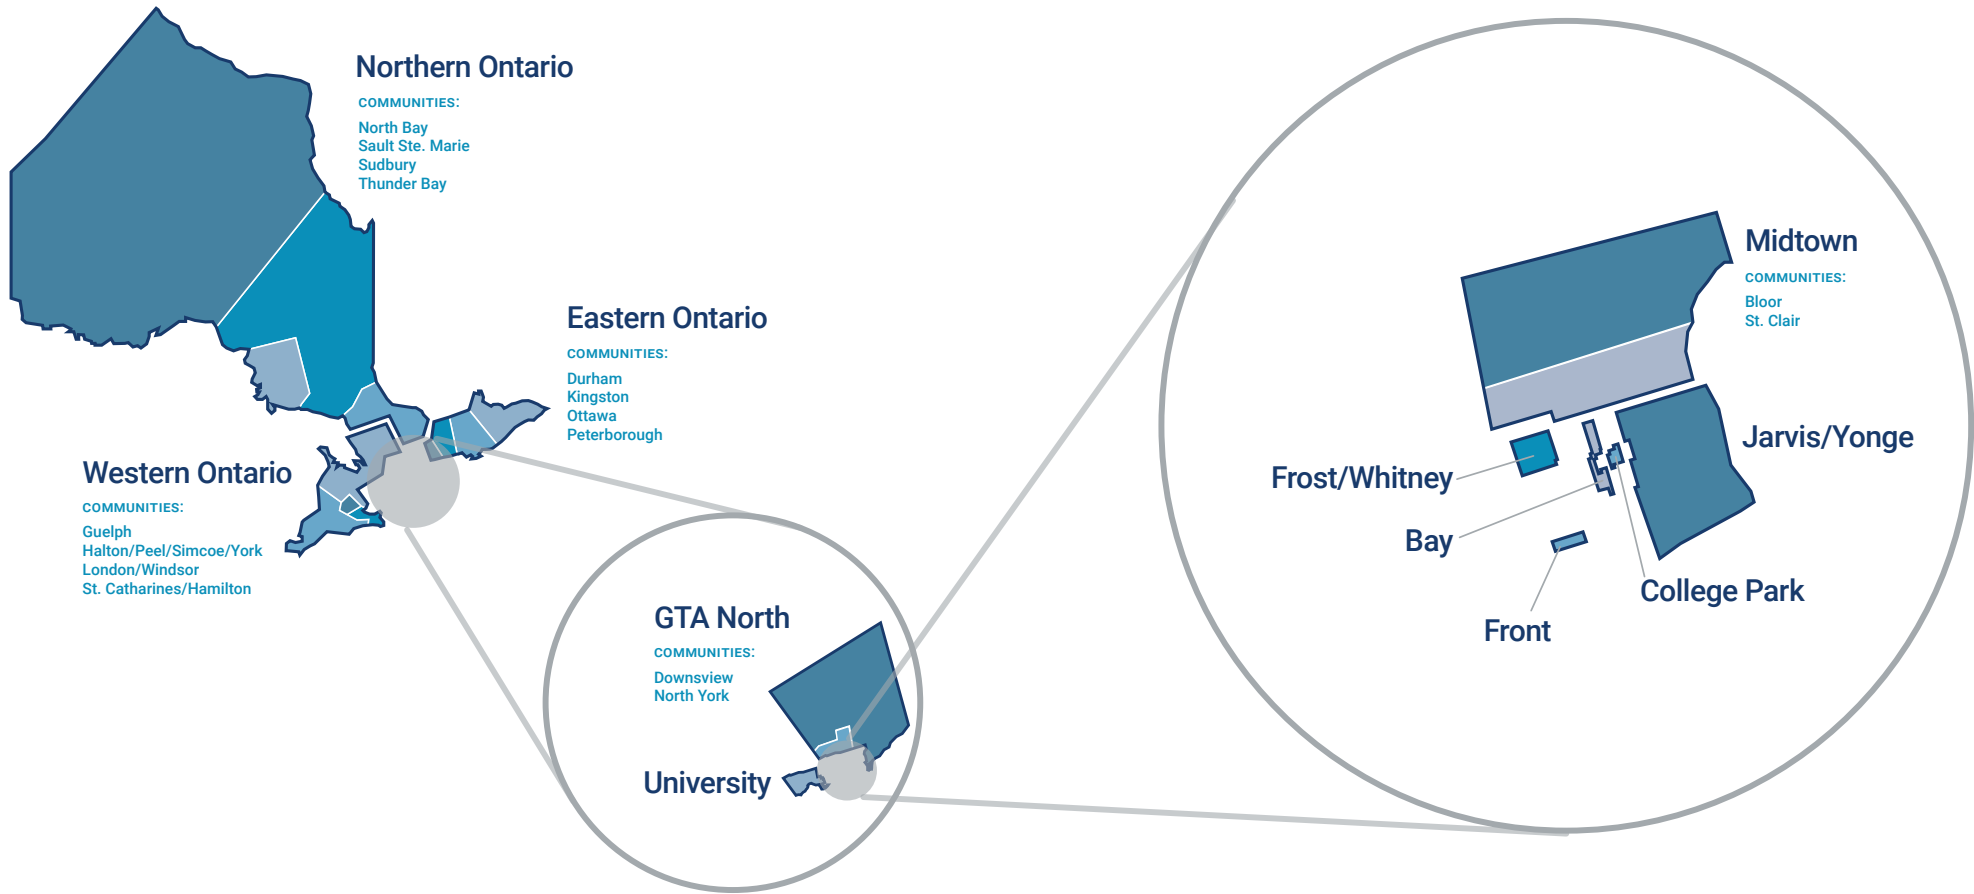 Northern Ontario
COMMUNITIES:
North Bay
Sault Ste. Marie
Sudbury
Thunder Bay
Eastern Ontario
COMMUNITIES:
Durham
Kingston
Ottawa
Peterborough
Western Ontario
COMMUNITIES:
Guelph
Halton/Peel/Simcoe/York
London/Windsor
St. Catharines/Hamilton
GTA North
COMMUNITIES:
Downsview
North York
University
Midtown
COMMUNITIES:
Bloor
St. Clair
Jarvis/Yonge
Frost/Whitney
Bay
College Park
Front